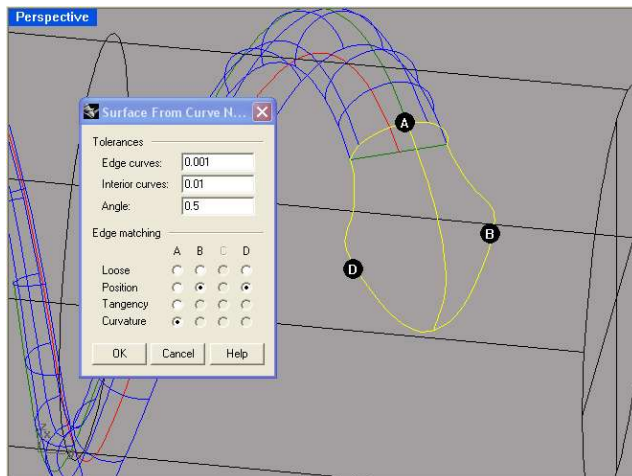 Perspective
Surface From Curve N...
Tolerances
Edge curves: 0.001
Interior curves: 0.01
Angle: 0.5
Edge matching
A B C D
Loose
Position
Tangency
Curvature
OK Cancel Help
A
B
D